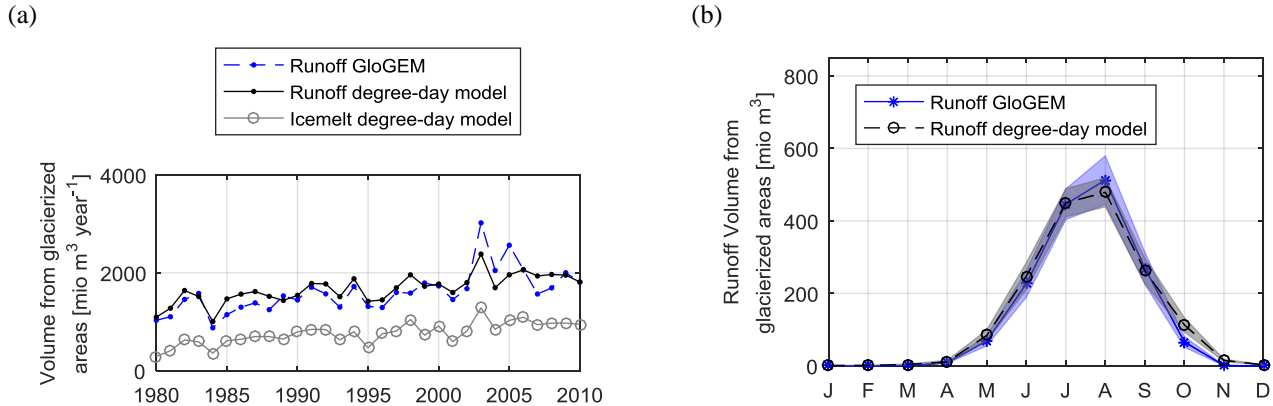 (a)
Runoff GloGEM
Runoff degree-day model
Icemelt degree-day model
Volume from glacierized
areas [mio m³ year⁻¹]
4000
2000
0
1980 1985 1990 1995 2000 2005 2010
(b)
Runoff GloGEM
Runoff degree-day model
Runoff Volume from
glacierized areas [mio m³]
800
600
400
200
0
J F M A M J J A S O N D